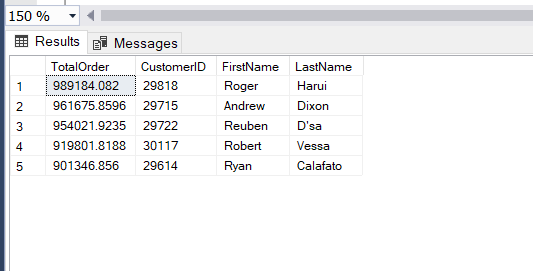 150 %
Results Messages
TotalOrder CustomerID FirstName LastName
1 989184.082 29818 Roger Harui
2 961675.8596 29715 Andrew Dixon
3 954021.9235 29722 Reuben D'sa
4 919801.8188 30117 Robert Vessa
5 901346.856 29614 Ryan Calafato